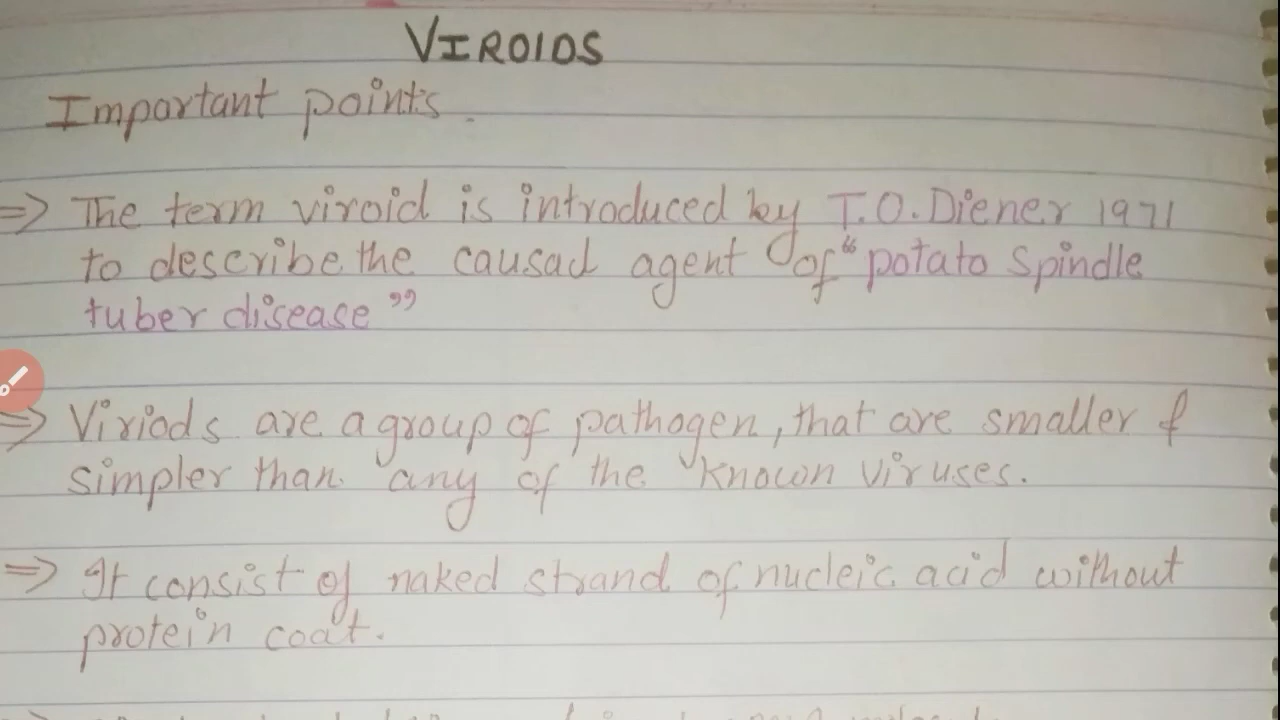 VIROIDS
Important points.
=> The term viroid is introduced by T.O. Diener 1971
to describe the causad agent of "potato spindle
tuber disease"
=> Viriods are a group of pathogen, that are smaller &
simpler than any of the known viruses.
=> It consist of naked strand of nucleic acid without
protein coat.